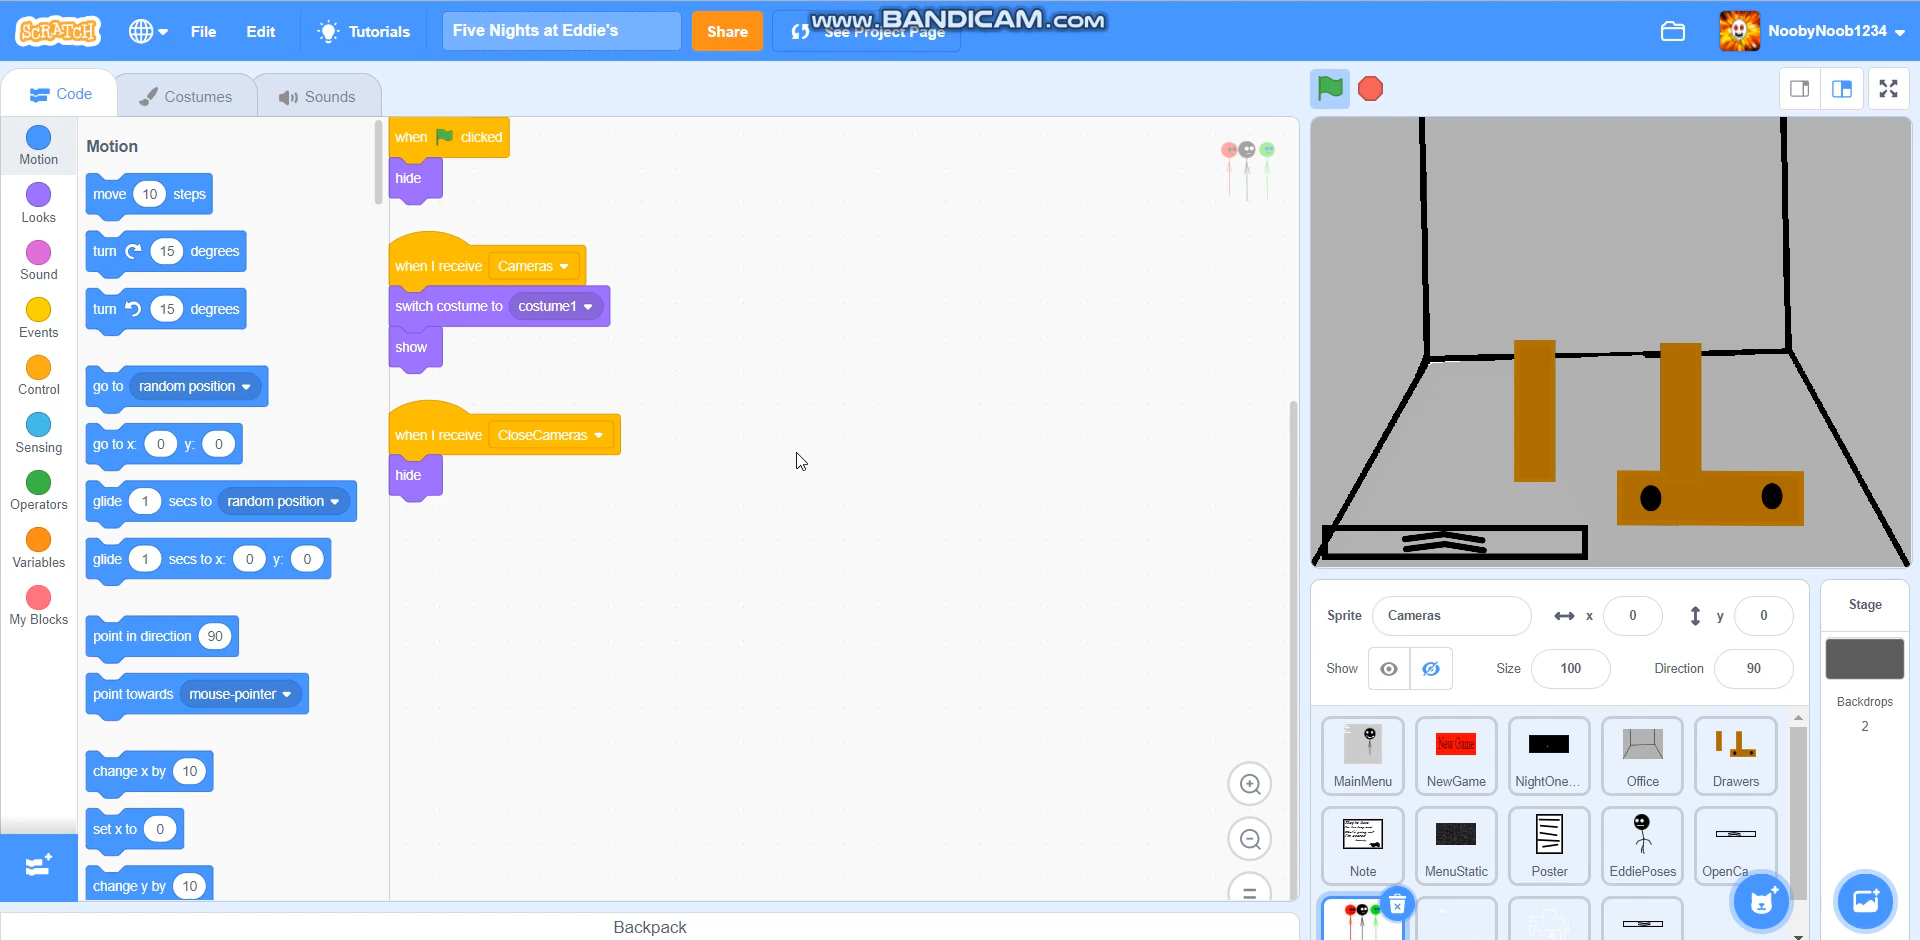 SCRATCH
File
Edit
Tutorials
Five Nights at Eddie's
Share
See Project Page
www.BANDICAM.com
NoobyNoob1234
Code
Costumes
Sounds
Motion
Looks
Sound
Events
Control
Sensing
Operators
Variables
My Blocks
Motion
move 10 steps
turn 15 degrees
turn 15 degrees
go to random position
go to x: 0 y: 0
glide 1 secs to random position
glide 1 secs to x: 0 y: 0
point in direction 90
point towards mouse-pointer
change x by 10
set x to 0
change y by 10
when clicked
hide
when I receive Cameras
switch costume to costume1
show
when I receive CloseCameras
hide
Backpack
Sprite Cameras x 0 y 0
Show Size 100 Direction 90
Stage
Backdrops
2
New Game
MainMenu
NewGame
NightOne...
Office
Drawers
Note
MenuStatic
Poster
EddiePoses
OpenCa